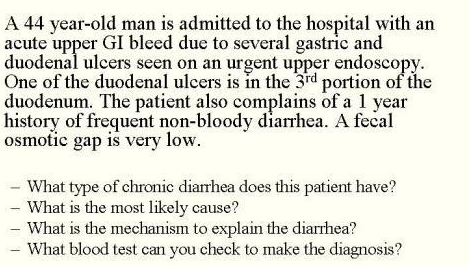 A 44 year-old man is admitted to the hospital with an
acute upper GI bleed due to several gastric and
duodenal ulcers seen on an urgent upper endoscopy.
One of the duodenal ulcers is in the 3rd portion of the
duodenum. The patient also complains of a 1 year
history of frequent non-bloody diarrhea. A fecal
osmotic gap is very low.
– What type of chronic diarrhea does this patient have?
– What is the most likely cause?
– What is the mechanism to explain the diarrhea?
– What blood test can you check to make the diagnosis?